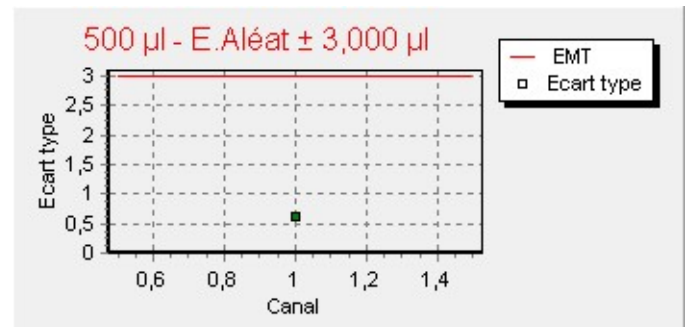 500 µl - E.Aléat ± 3,000 µl
EMT
Ecart type
Ecart type
3
2,5
2
1,5
1
0,5
0
0,6 0,8 1 1,2 1,4
Canal